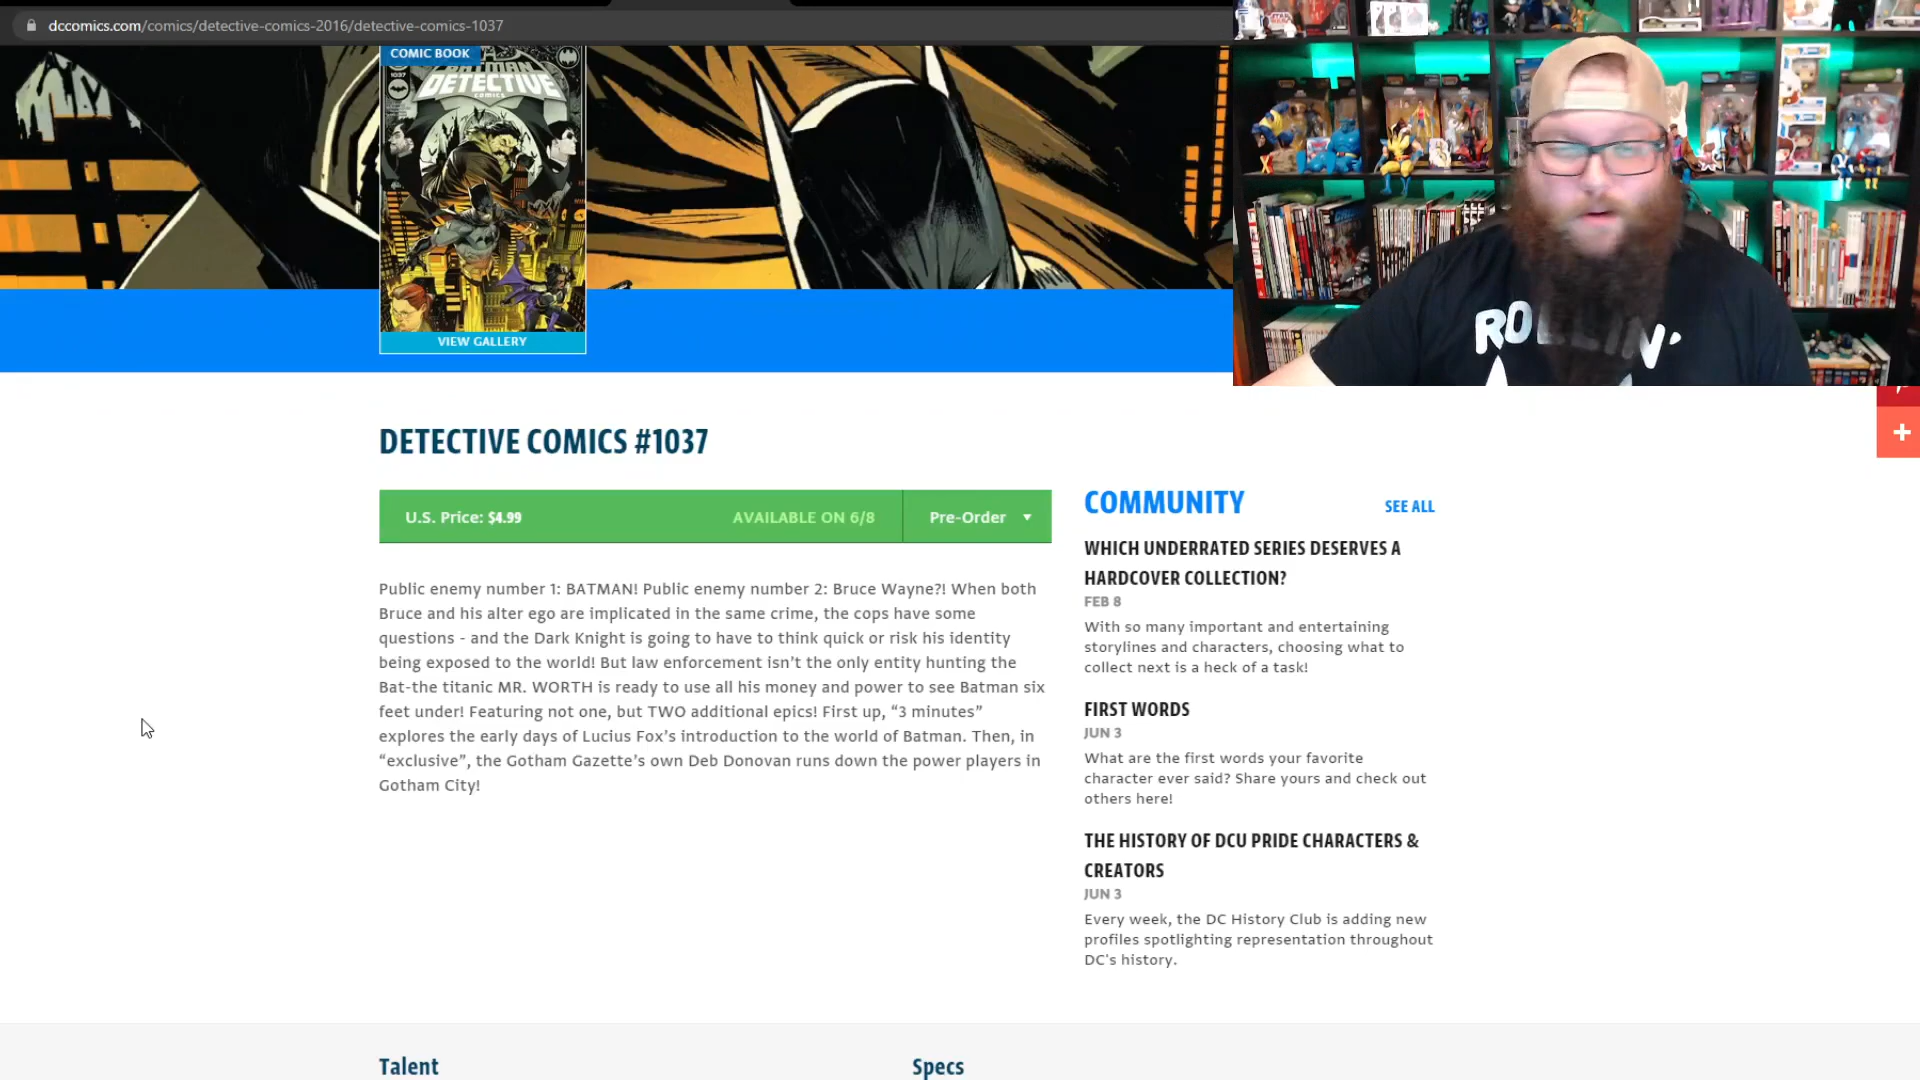 dccomics.com/comics/detective-comics-2016/detective-comics-1037
COMIC BOOK
1037
BATMAN
DETECTIVE
COMICS
VIEW GALLERY
ROLLIN'
DETECTIVE COMICS #1037
U.S. Price: $4.99
AVAILABLE ON 6/8
Pre-Order
Public enemy number 1: BATMAN! Public enemy number 2: Bruce Wayne?! When both
Bruce and his alter ego are implicated in the same crime, the cops have some
questions - and the Dark Knight is going to have to think quick or risk his identity
being exposed to the world! But law enforcement isn't the only entity hunting the
Bat-the titanic MR. WORTH is ready to use all his money and power to see Batman six
feet under! Featuring not one, but TWO additional epics! First up, “3 minutes”
explores the early days of Lucius Fox's introduction to the world of Batman. Then, in
“exclusive”, the Gotham Gazette's own Deb Donovan runs down the power players in
Gotham City!
COMMUNITY
SEE ALL
WHICH UNDERRATED SERIES DESERVES A
HARDCOVER COLLECTION?
FEB 8
With so many important and entertaining
storylines and characters, choosing what to
collect next is a heck of a task!
FIRST WORDS
JUN 3
What are the first words your favorite
character ever said? Share yours and check out
others here!
THE HISTORY OF DCU PRIDE CHARACTERS &
CREATORS
JUN 3
Every week, the DC History Club is adding new
profiles spotlighting representation throughout
DC's history.
Talent
Specs